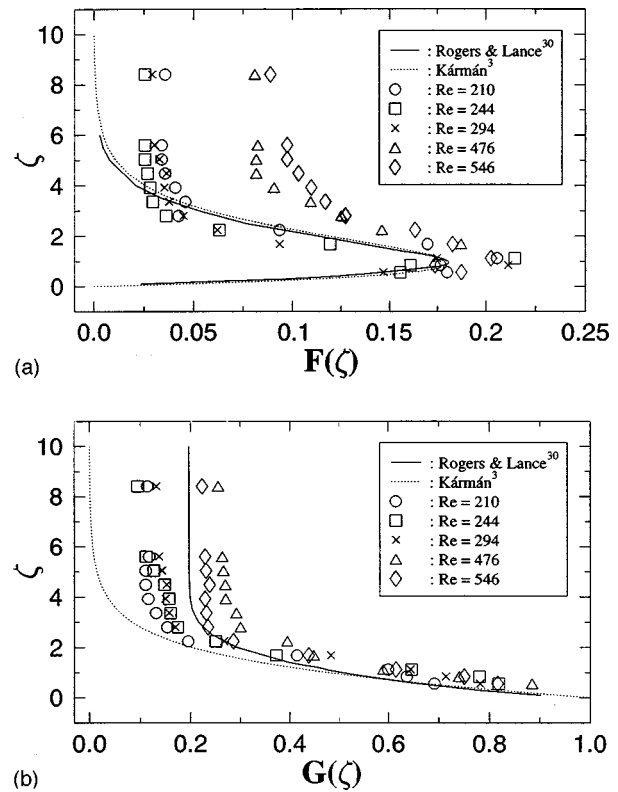 10
8
6
4
2
0
ζ
: Rogers & Lance30
: Kármán3
: Re = 210
: Re = 244
: Re = 294
: Re = 476
: Re = 546
0.00
0.05
0.10
0.15
0.20
0.25
(a)
F(ζ)
10
8
6
4
2
0
ζ
: Rogers & Lance30
: Kármán3
: Re = 210
: Re = 244
: Re = 294
: Re = 476
: Re = 546
0.0
0.2
0.4
0.6
0.8
1.0
(b)
G(ζ)